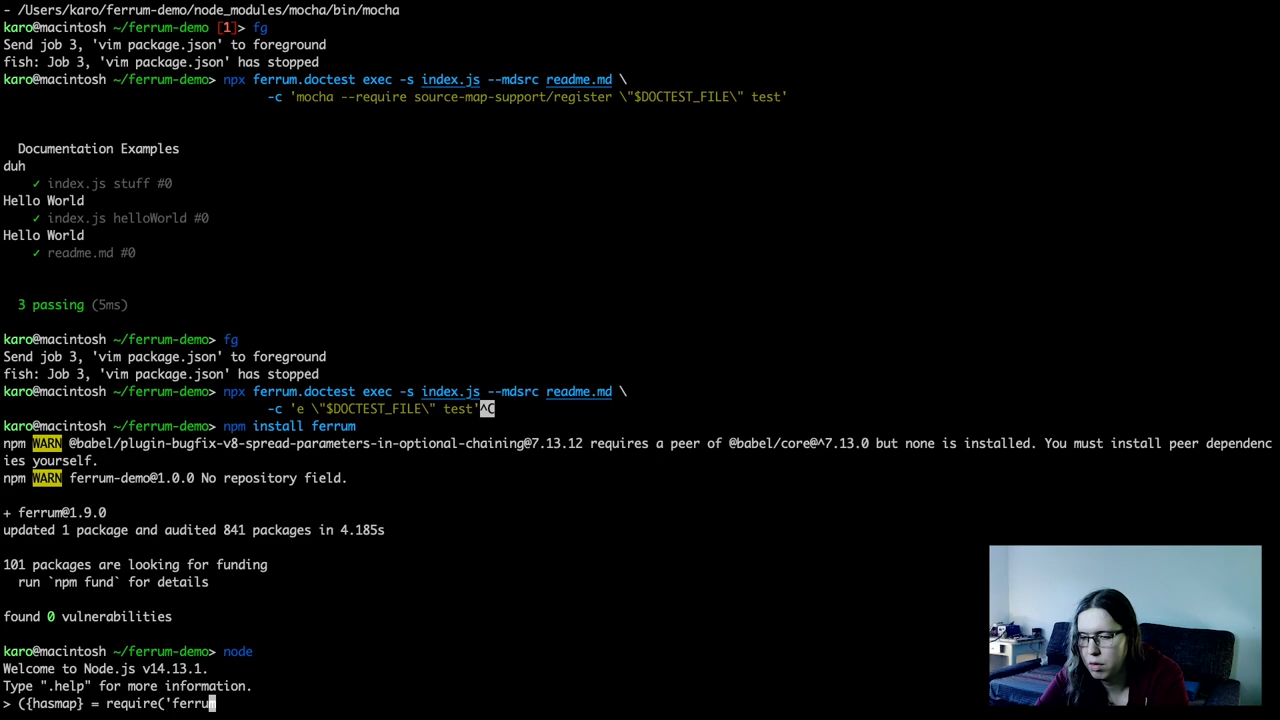 - /Users/karo/ferrum-demo/node_modules/mocha/bin/mocha
karo@macintosh ~/ferrum-demo [1]> fg
Send job 3, 'vim package.json' to foreground
fish: Job 3, 'vim package.json' has stopped
karo@macintosh ~/ferrum-demo> npx ferrum.doctest exec -s index.js --mdsrc readme.md \
-c 'mocha --require source-map-support/register \"$DOCTEST_FILE\" test'
Documentation Examples
duh
✓ index.js stuff #0
Hello World
✓ index.js helloWorld #0
Hello World
✓ readme.md #0
3 passing (5ms)
karo@macintosh ~/ferrum-demo> fg
Send job 3, 'vim package.json' to foreground
fish: Job 3, 'vim package.json' has stopped
karo@macintosh ~/ferrum-demo> npx ferrum.doctest exec -s index.js --mdsrc readme.md \
-c 'e \"$DOCTEST_FILE\" test'^C
karo@macintosh ~/ferrum-demo> npm install ferrum
npm WARN @babel/plugin-bugfix-v8-spread-parameters-in-optional-chaining@7.13.12 requires a peer of @babel/core@^7.13.0 but none is installed. You must install peer dependenc
ies yourself.
npm WARN ferrum-demo@1.0.0 No repository field.
+ ferrum@1.9.0
updated 1 package and audited 841 packages in 4.185s
101 packages are looking for funding
run `npm fund` for details
found 0 vulnerabilities
karo@macintosh ~/ferrum-demo> node
Welcome to Node.js v14.13.1.
Type ".help" for more information.
> ({hasmap} = require('ferrum